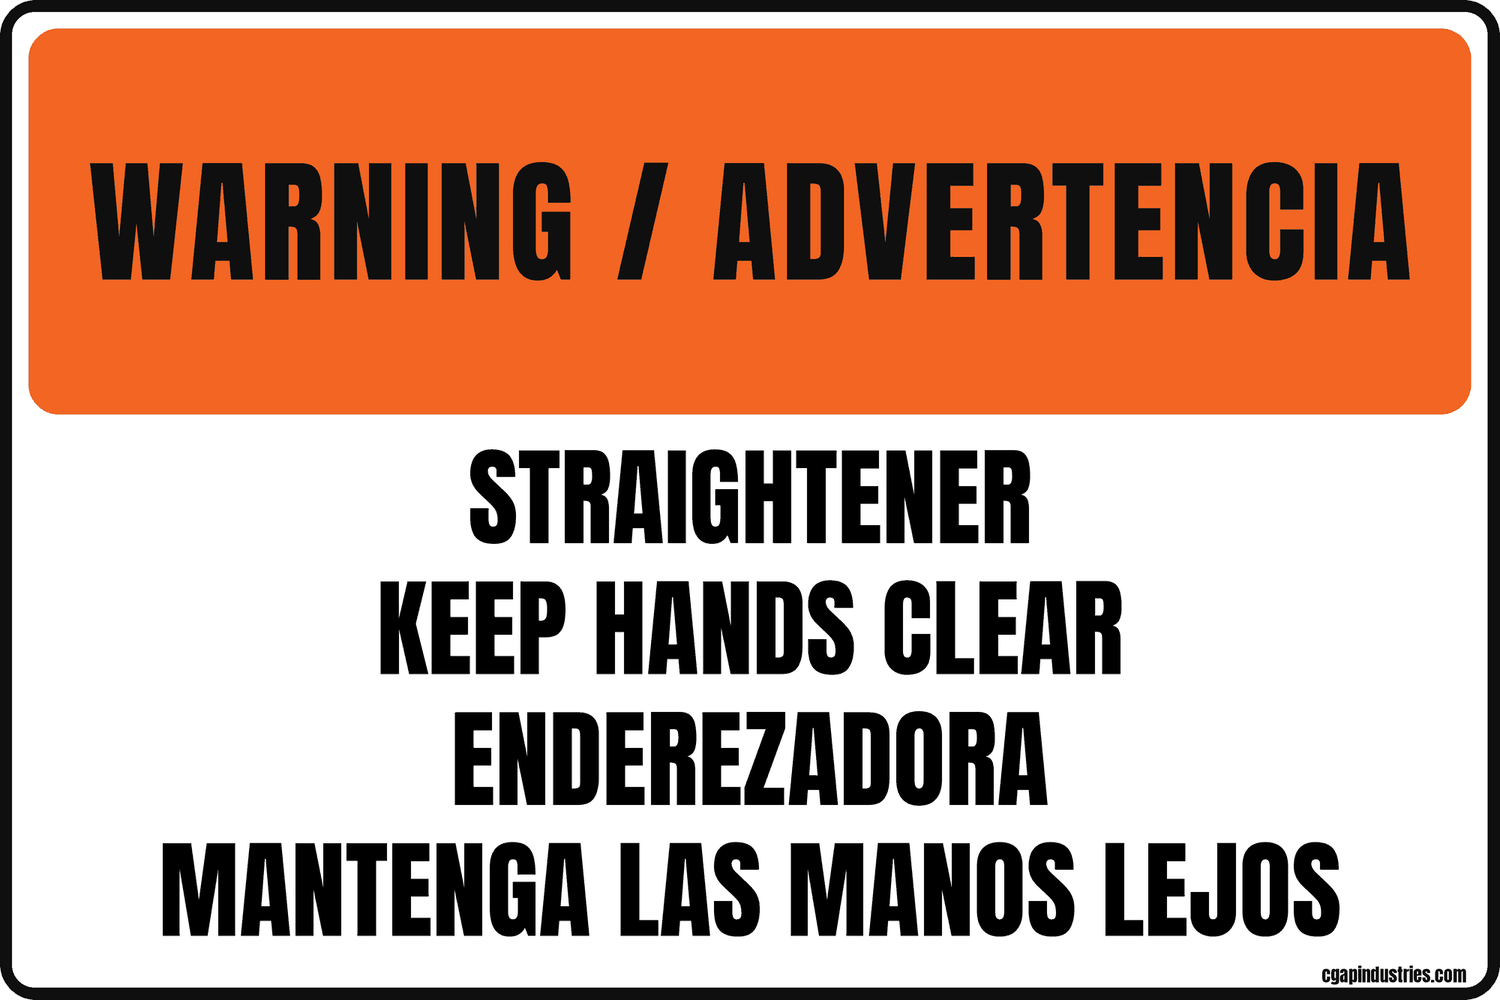 WARNING / ADVERTENCIA
STRAIGHTENER
KEEP HANDS CLEAR
ENDEREZADORA
MANTENGA LAS MANOS LEJOS
cgapindustries.com